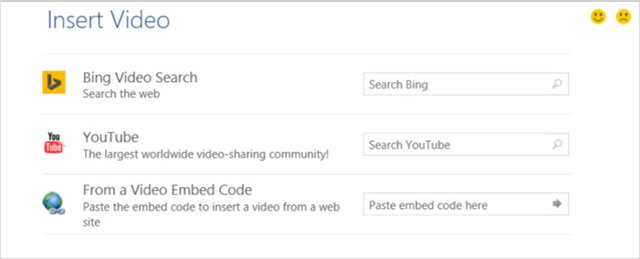 Insert Video
Bing Video Search
Search the web
Search Bing
You
Tube
YouTube
The largest worldwide video-sharing community!
Search YouTube
From a Video Embed Code
Paste the embed code to insert a video from a web
site
Paste embed code here